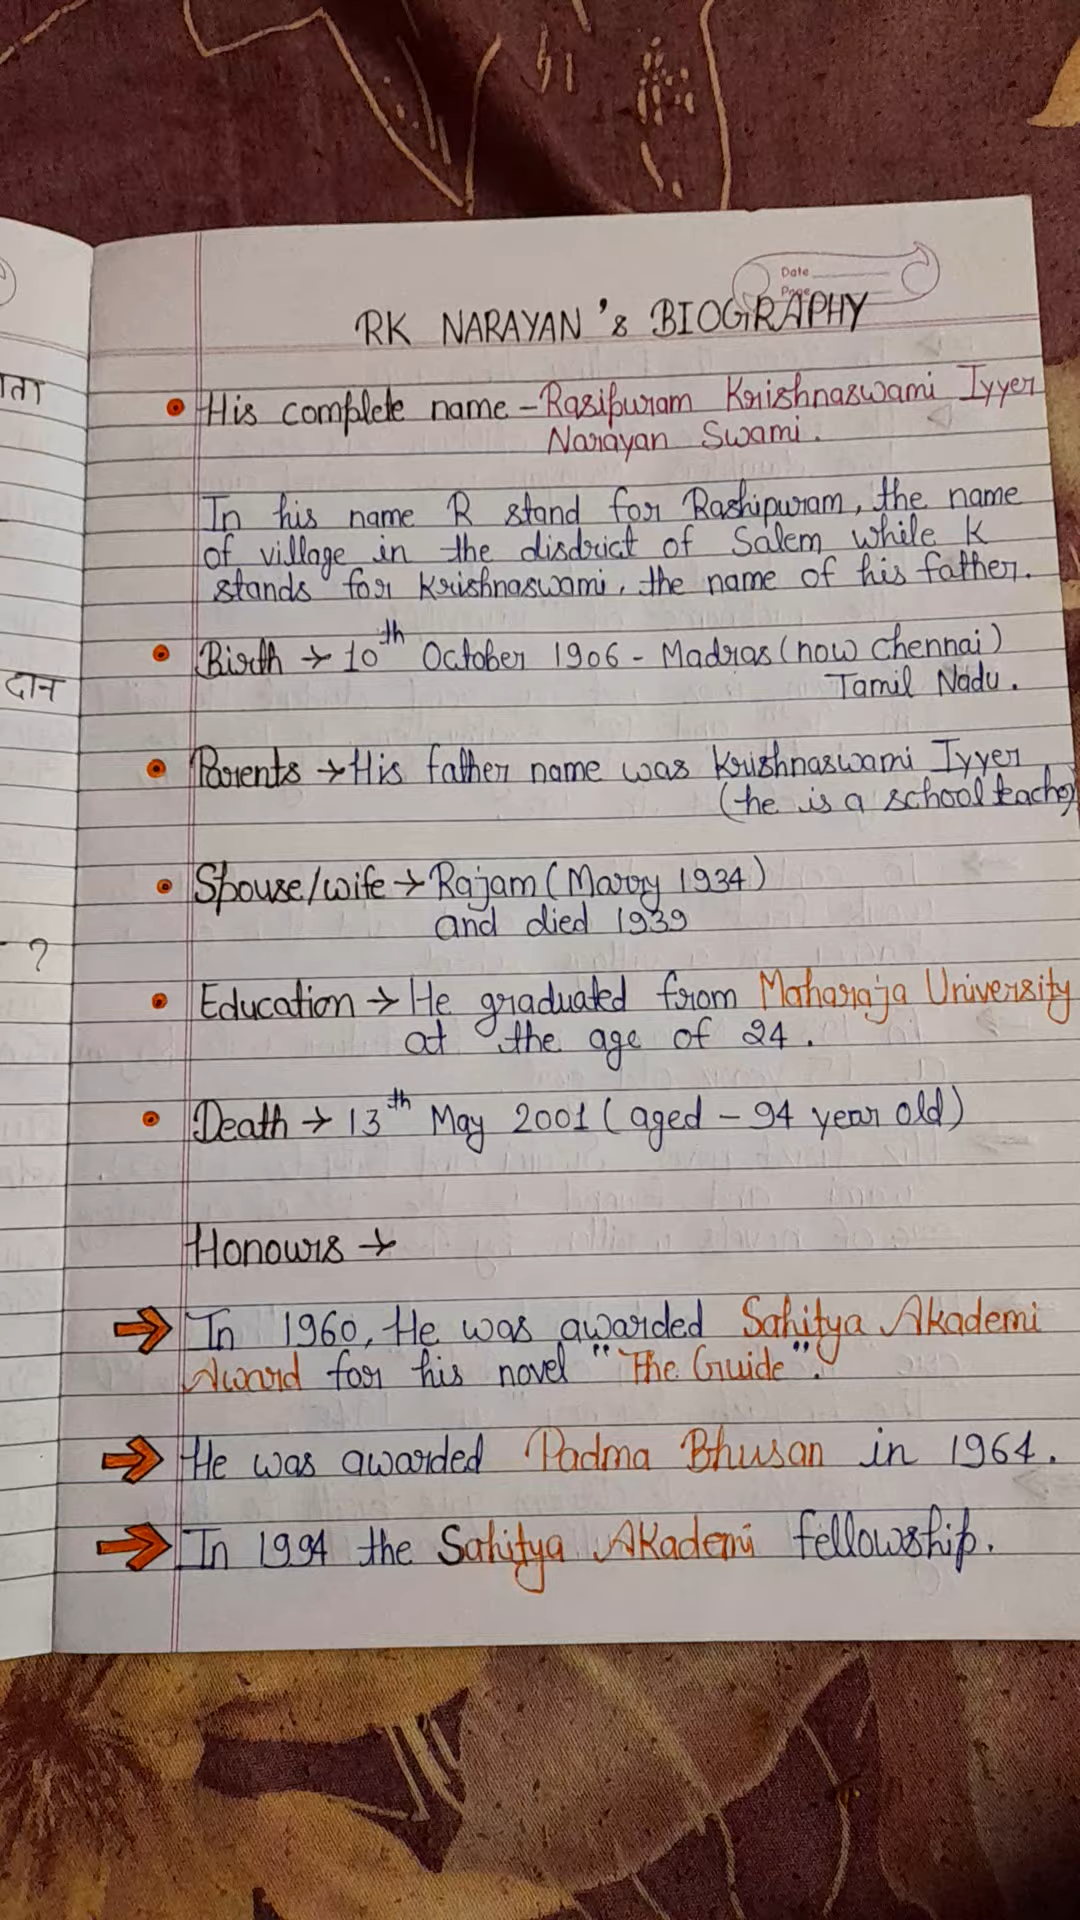 Date
Page
RK NARAYAN's BIOGRAPHY
• His complete name - Rasipuram Krishnaswami Iyyer
Narayan Swami.
In his name R stand for Rashipuram, the name
of village in the disdrict of Salem while K
stands for Krishnaswami, the name of his father.
• Birth → 10th October 1906 - Madras (now chennai)
Tamil Nadu.
• Parents → His father name was Krishnaswami Iyyer
(he is a school teacher)
• Spouse/wife → Rajam (Marry 1934)
and died 1939
• Education → He graduated from Maharaja University
at the age of 24.
• Death → 13th May 2001 (aged - 94 year old)
Honours →
⇒ In 1960, He was awarded Sahitya Akademi
Award for his novel "The Guide".
⇒ He was awarded Padma Bhusan in 1964.
⇒ In 1994 the Sahitya Akademi fellowship.
दान
?